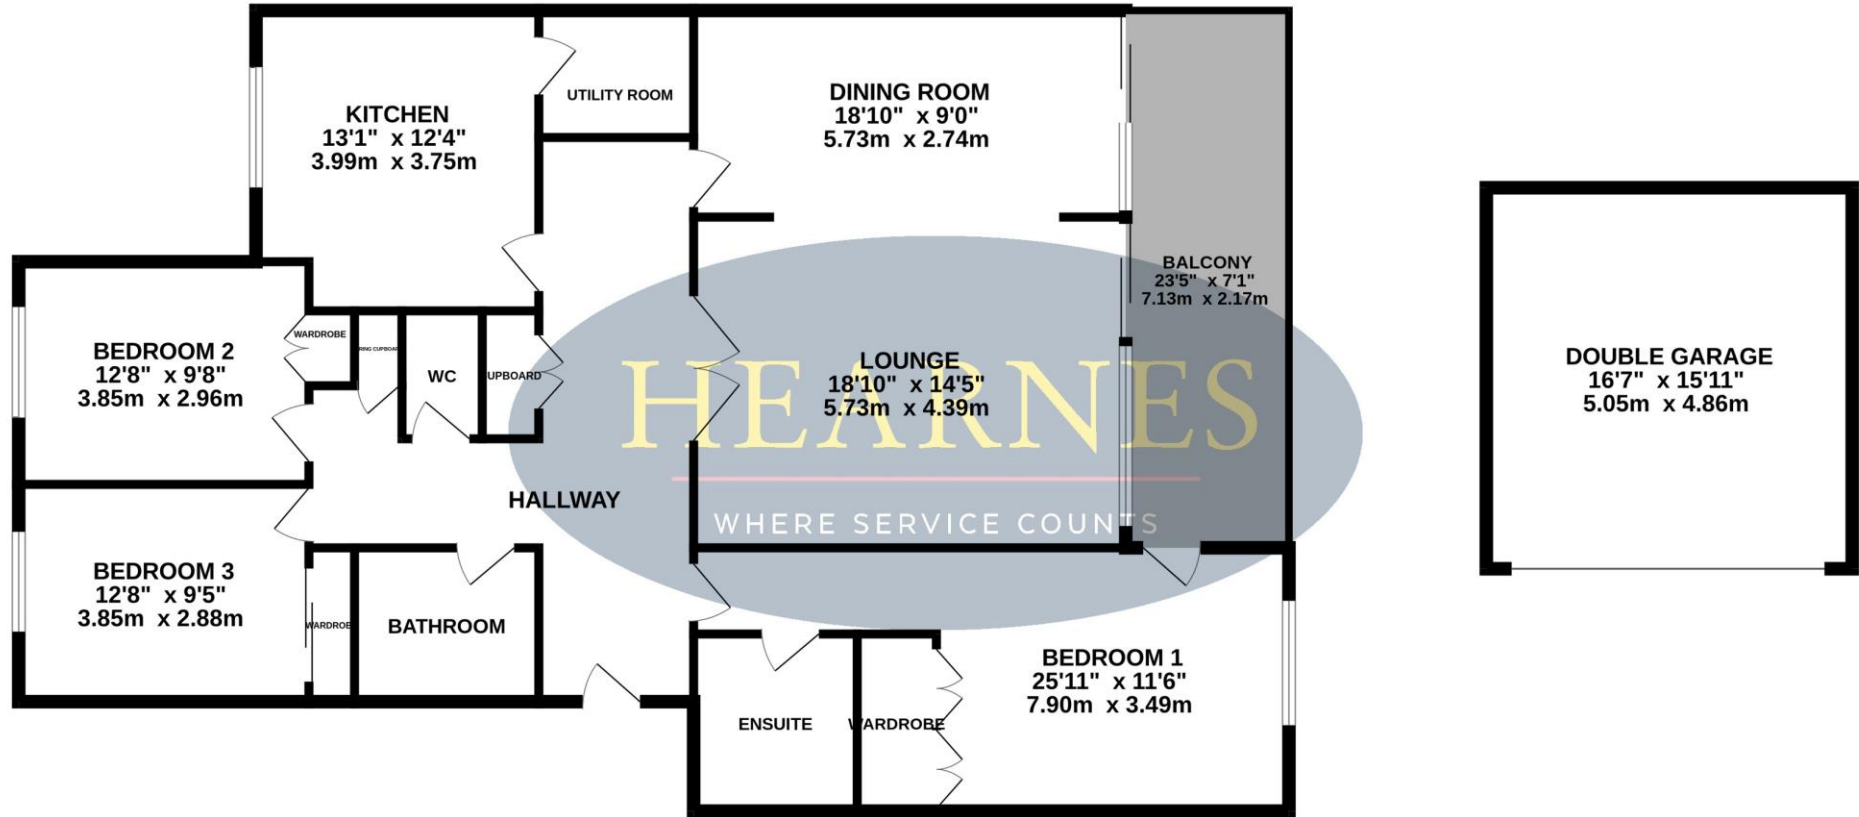 KITCHEN
13'1" x 12'4"
3.99m x 3.75m
UTILITY ROOM
DINING ROOM
18'10" x 9'0"
5.73m x 2.74m
BALCONY
23'5" x 7'1"
7.13m x 2.17m
BEDROOM 2
12'8" x 9'8"
3.85m x 2.96m
WARDROBE
WC
UPBOARD
LOUNGE
18'10" x 14'5"
5.73m x 4.39m
DOUBLE GARAGE
16'7" x 15'11"
5.05m x 4.86m
HEARNES
WHERE SERVICE COUNTS
HALLWAY
BEDROOM 3
12'8" x 9'5"
3.85m x 2.88m
WARDROBE
BATHROOM
BEDROOM 1
25'11" x 11'6"
7.90m x 3.49m
ENSUITE
WARDROBE